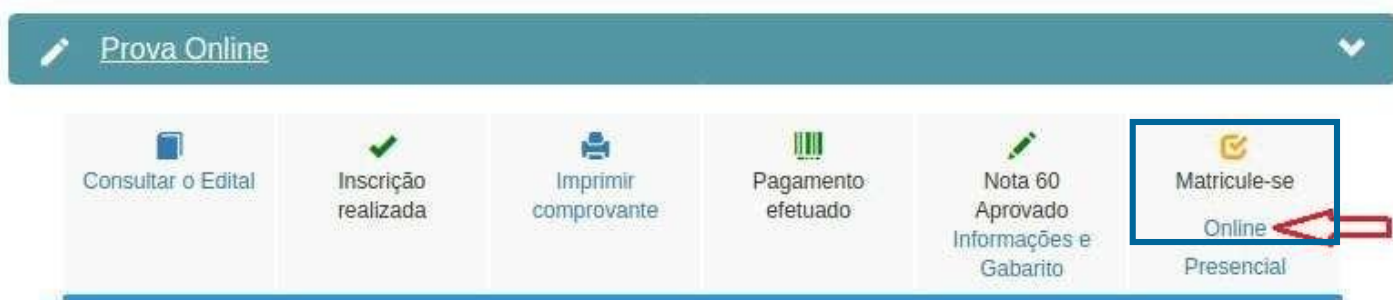 Prova Online
Consultar o Edital
Inscrição
realizada
Imprimir
comprovante
Pagamento
efetuado
Nota 60
Aprovado
Informações e
Gabarito
Matricule-se
Online
Presencial